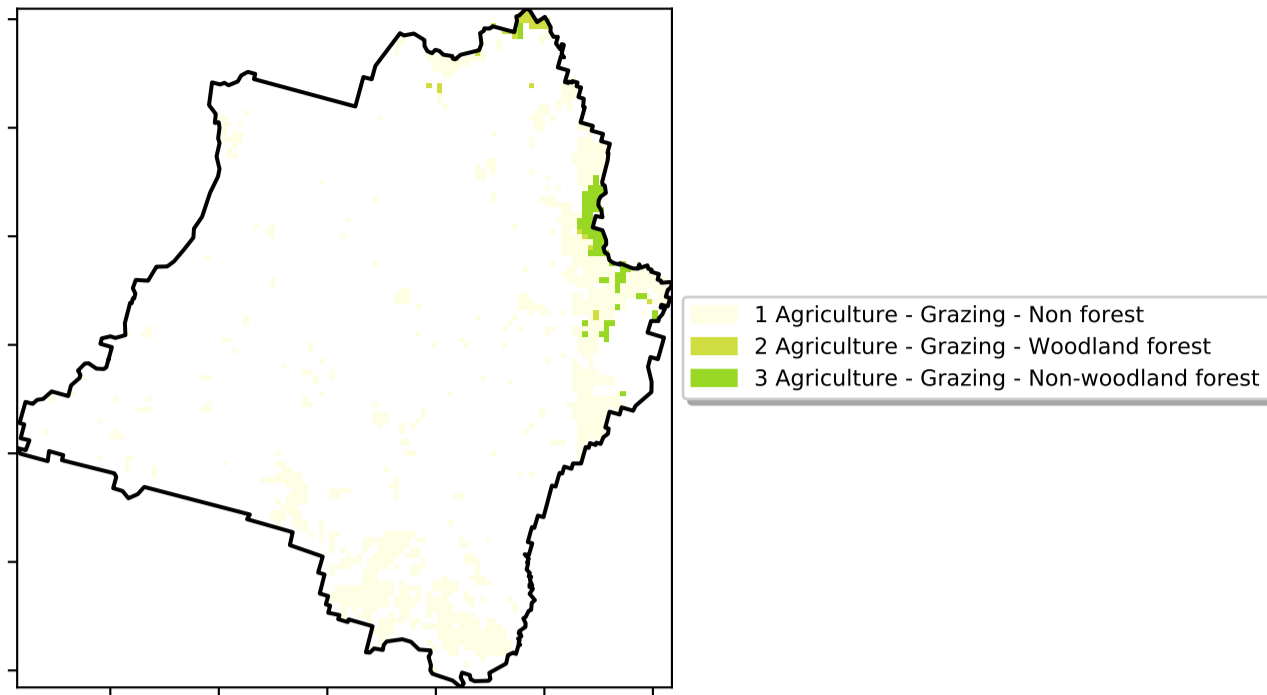 1 Agriculture - Grazing - Non forest
2 Agriculture - Grazing - Woodland forest
3 Agriculture - Grazing - Non-woodland forest